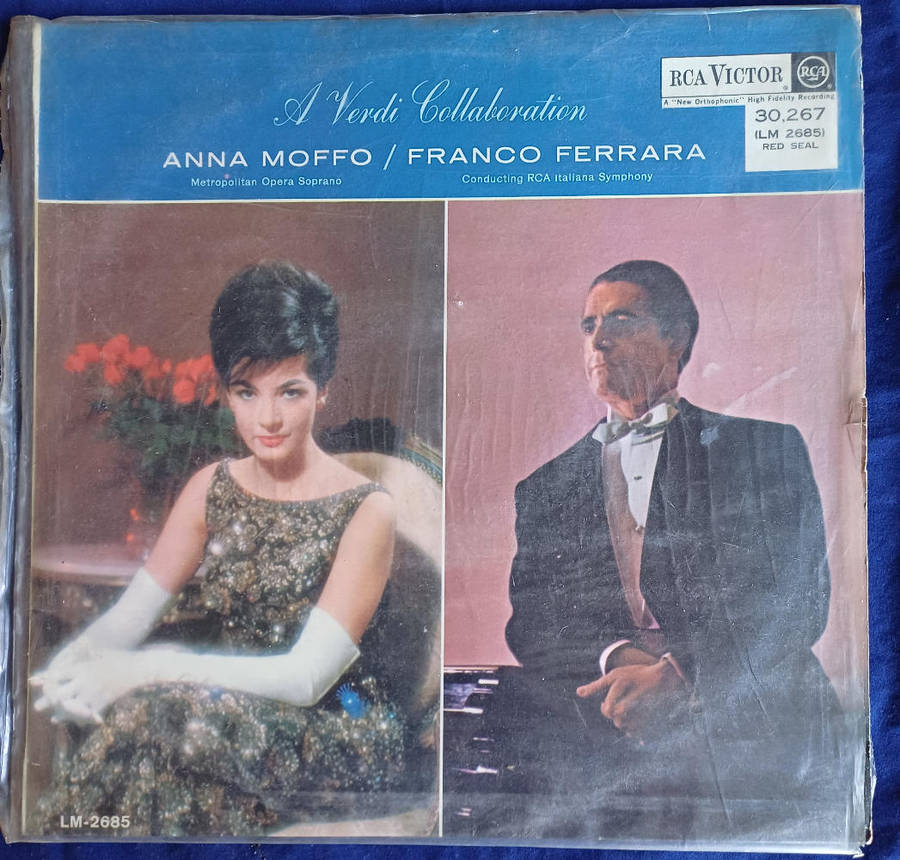 RCA VICTOR
RCA
A "New Orthophonic" High Fidelity Recording
30,267
(LM 2685)
RED SEAL
A Verdi Collaboration
ANNA MOFFO / FRANCO FERRARA
Metropolitan Opera Soprano
Conducting RCA Italiana Symphony
LM-2685